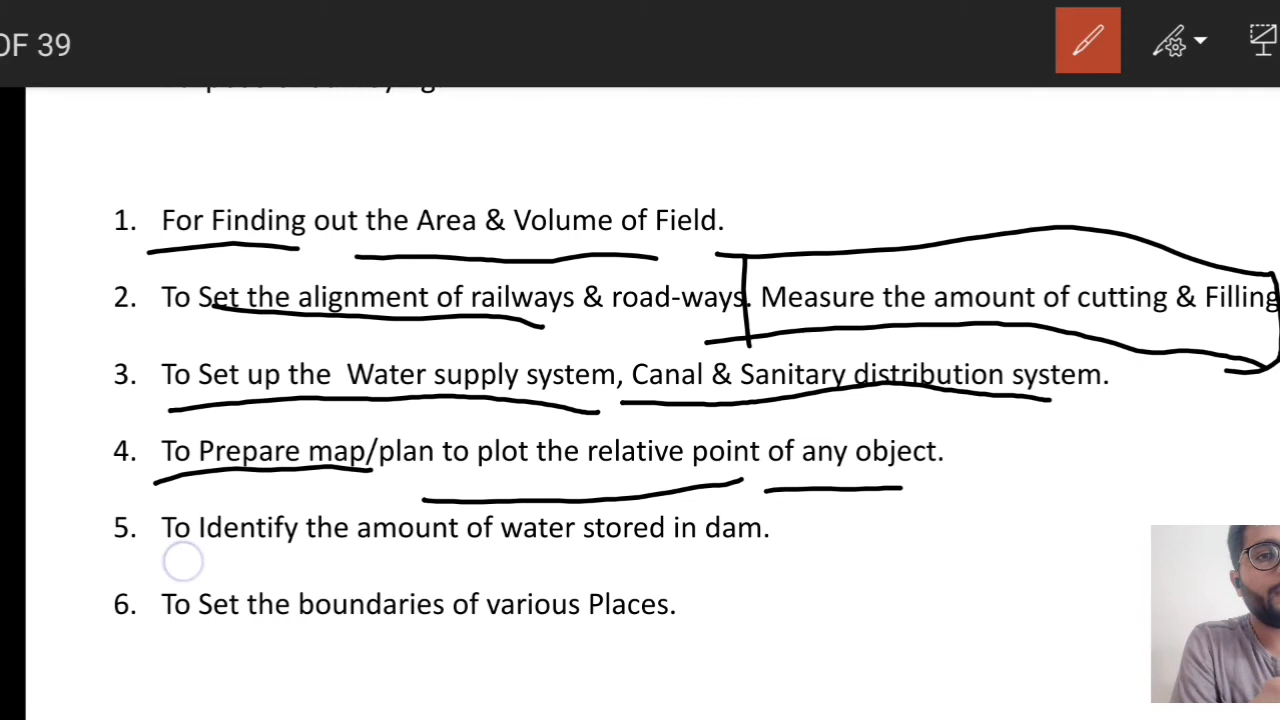 OF 39
1. For Finding out the Area & Volume of Field.
2. To Set the alignment of railways & road-ways. Measure the amount of cutting & Filling
3. To Set up the Water supply system, Canal & Sanitary distribution system.
4. To Prepare map/plan to plot the relative point of any object.
5. To Identify the amount of water stored in dam.
6. To Set the boundaries of various Places.